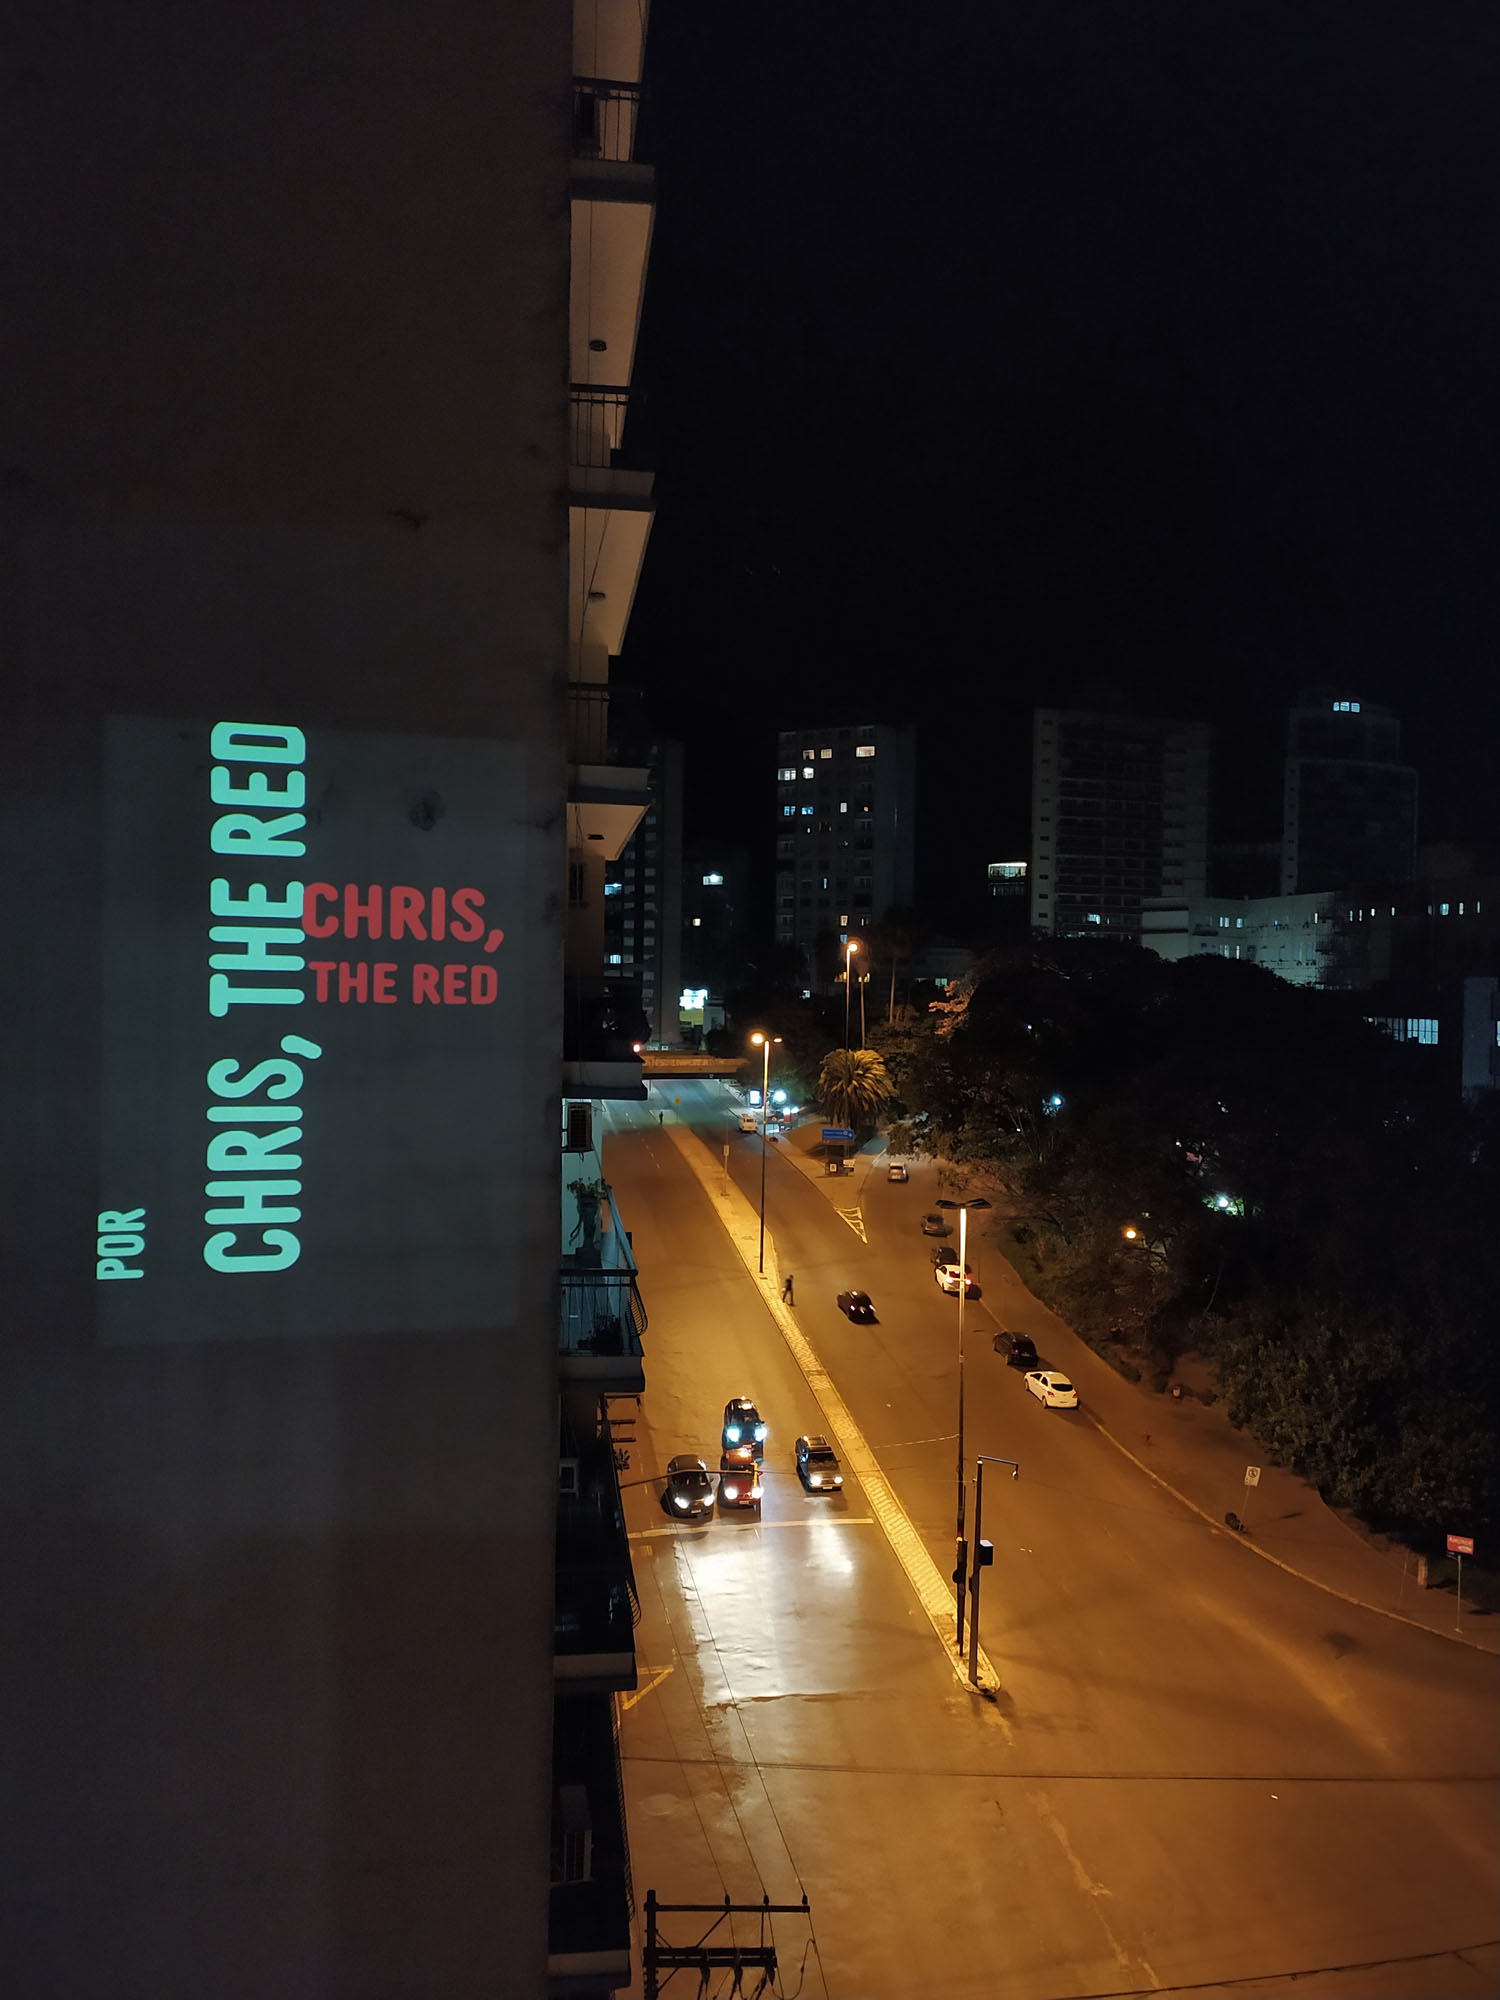 POR
CHRIS, THE RED
CHRIS,
THE RED